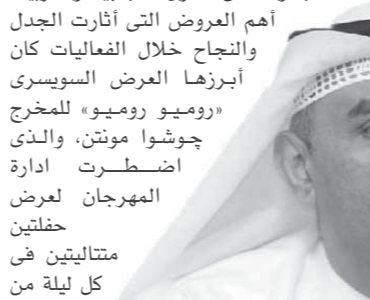 أهم العروض التى أثارت الجدل
والنجاح خلال الفعاليات كان
أبرزها العرض السويسرى
«روميو روميو» للمخرج
چوشوا مونتن، والذى
اضطرت ادارة
المهرجان لعرض
حفلتين
متتاليتين فى
كل ليلة من